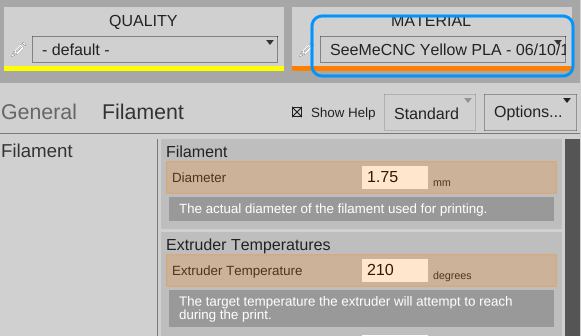 QUALITY
MATERIAL
- default -
SeeMeCNC Yellow PLA - 06/10/1
General
Filament
Show Help
Standard
Options...
Filament
Filament
Diameter
1.75
mm
The actual diameter of the filament used for printing.
Extruder Temperatures
Extruder Temperature
210
degrees
The target temperature the extruder will attempt to reach
during the print.